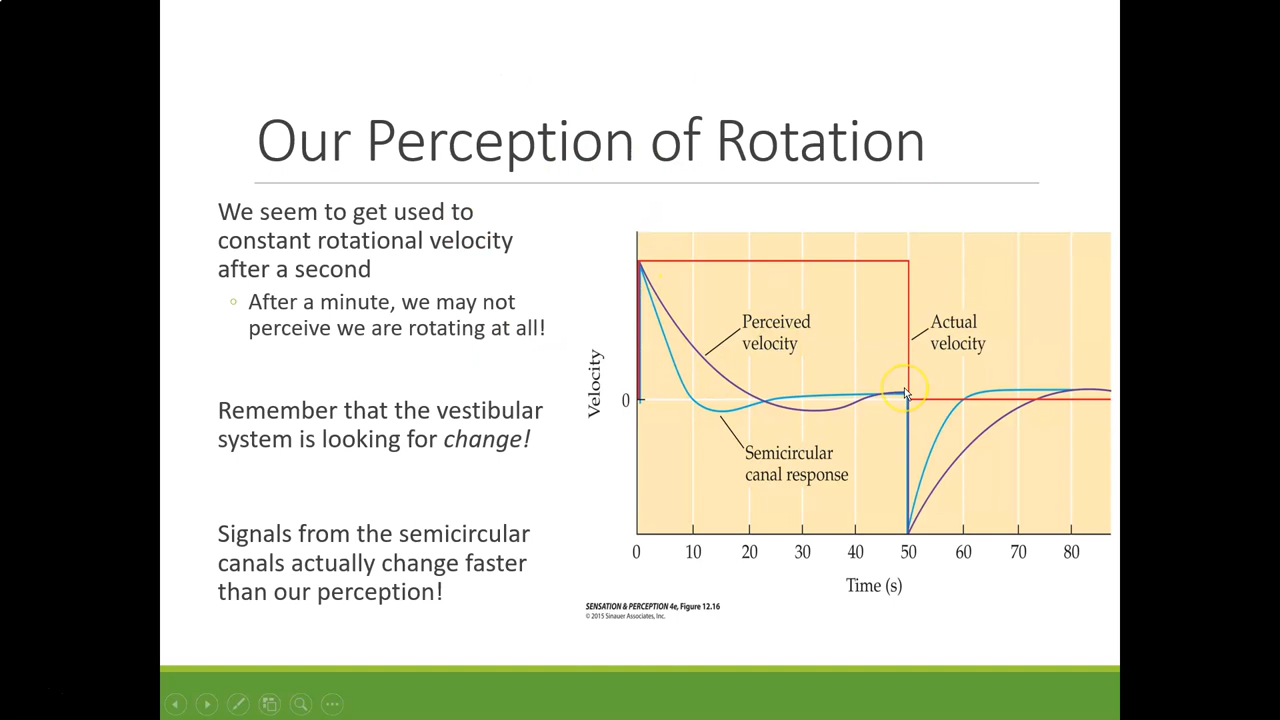 Our Perception of Rotation
We seem to get used to
constant rotational velocity
after a second
After a minute, we may not
perceive we are rotating at all!
Remember that the vestibular
system is looking for change!
Signals from the semicircular
canals actually change faster
than our perception!
Velocity
0
Perceived
velocity
Actual
velocity
Semicircular
canal response
0 10 20 30 40 50 60 70 80
Time (s)
SENSATION & PERCEPTION 4e, Figure 12.16
© 2015 Sinauer Associates, Inc.